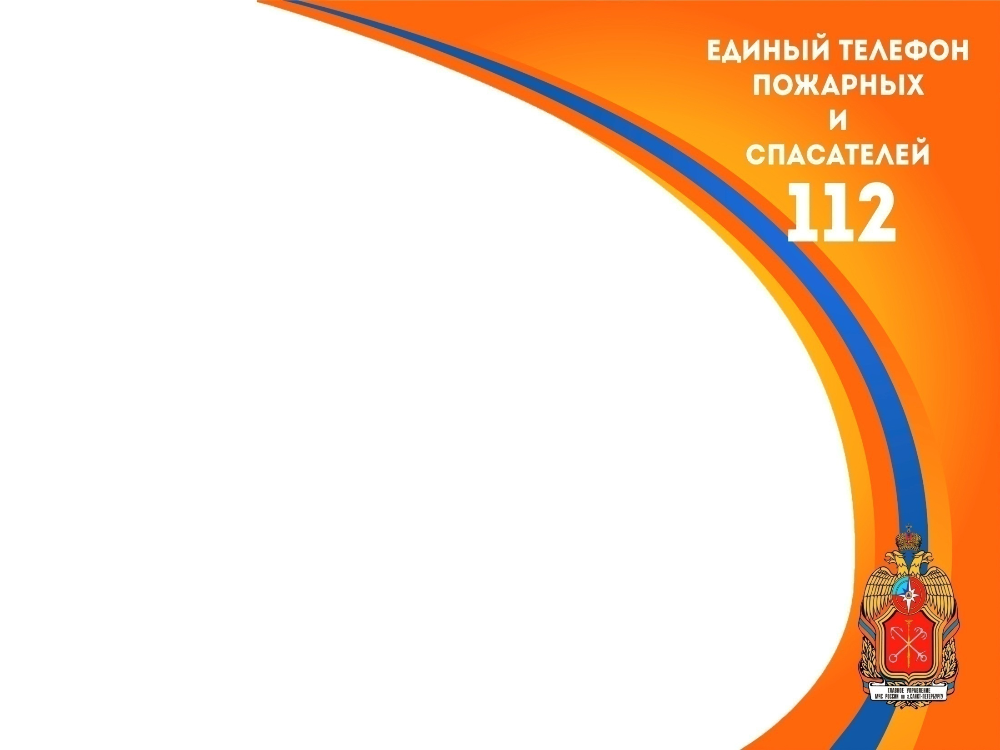 ЕДИНЫЙ ТЕЛЕФОН
ПОЖАРНЫХ
И
СПАСАТЕЛЕЙ
112
ГЛАВНОЕ УПРАВЛЕНИЕ
МЧС РОССИИ по г.САНКТ-ПЕТЕРБУРГУ